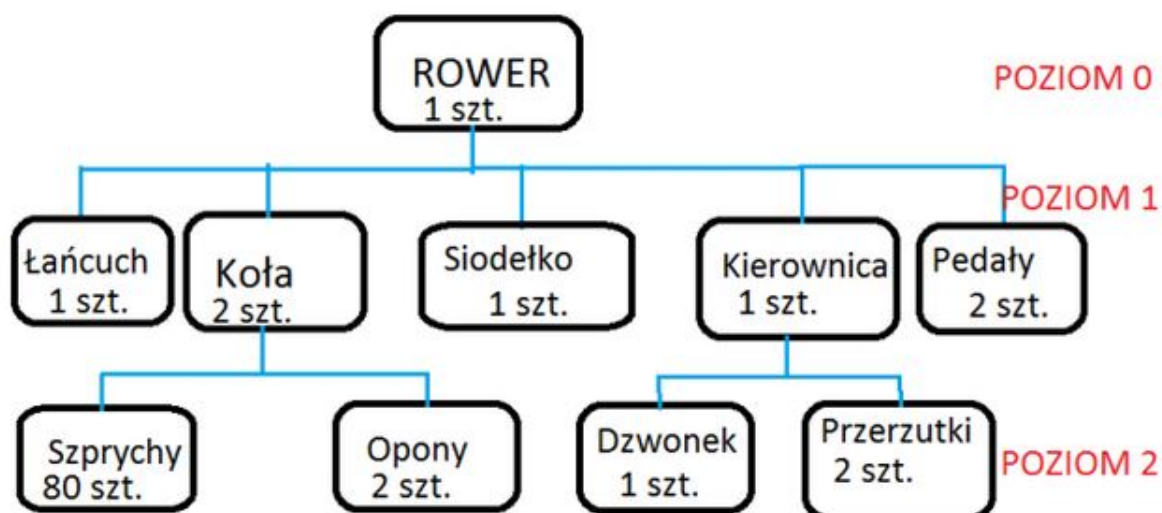 ROWER
1 szt.
POZIOM 0
POZIOM 1
Łańcuch
1 szt.
Koła
2 szt.
Siodełko
1 szt.
Kierownica
1 szt.
Pedały
2 szt.
Szprychy
80 szt.
Opony
2 szt.
Dzwonek
1 szt.
Przerzutki
2 szt.
POZIOM 2